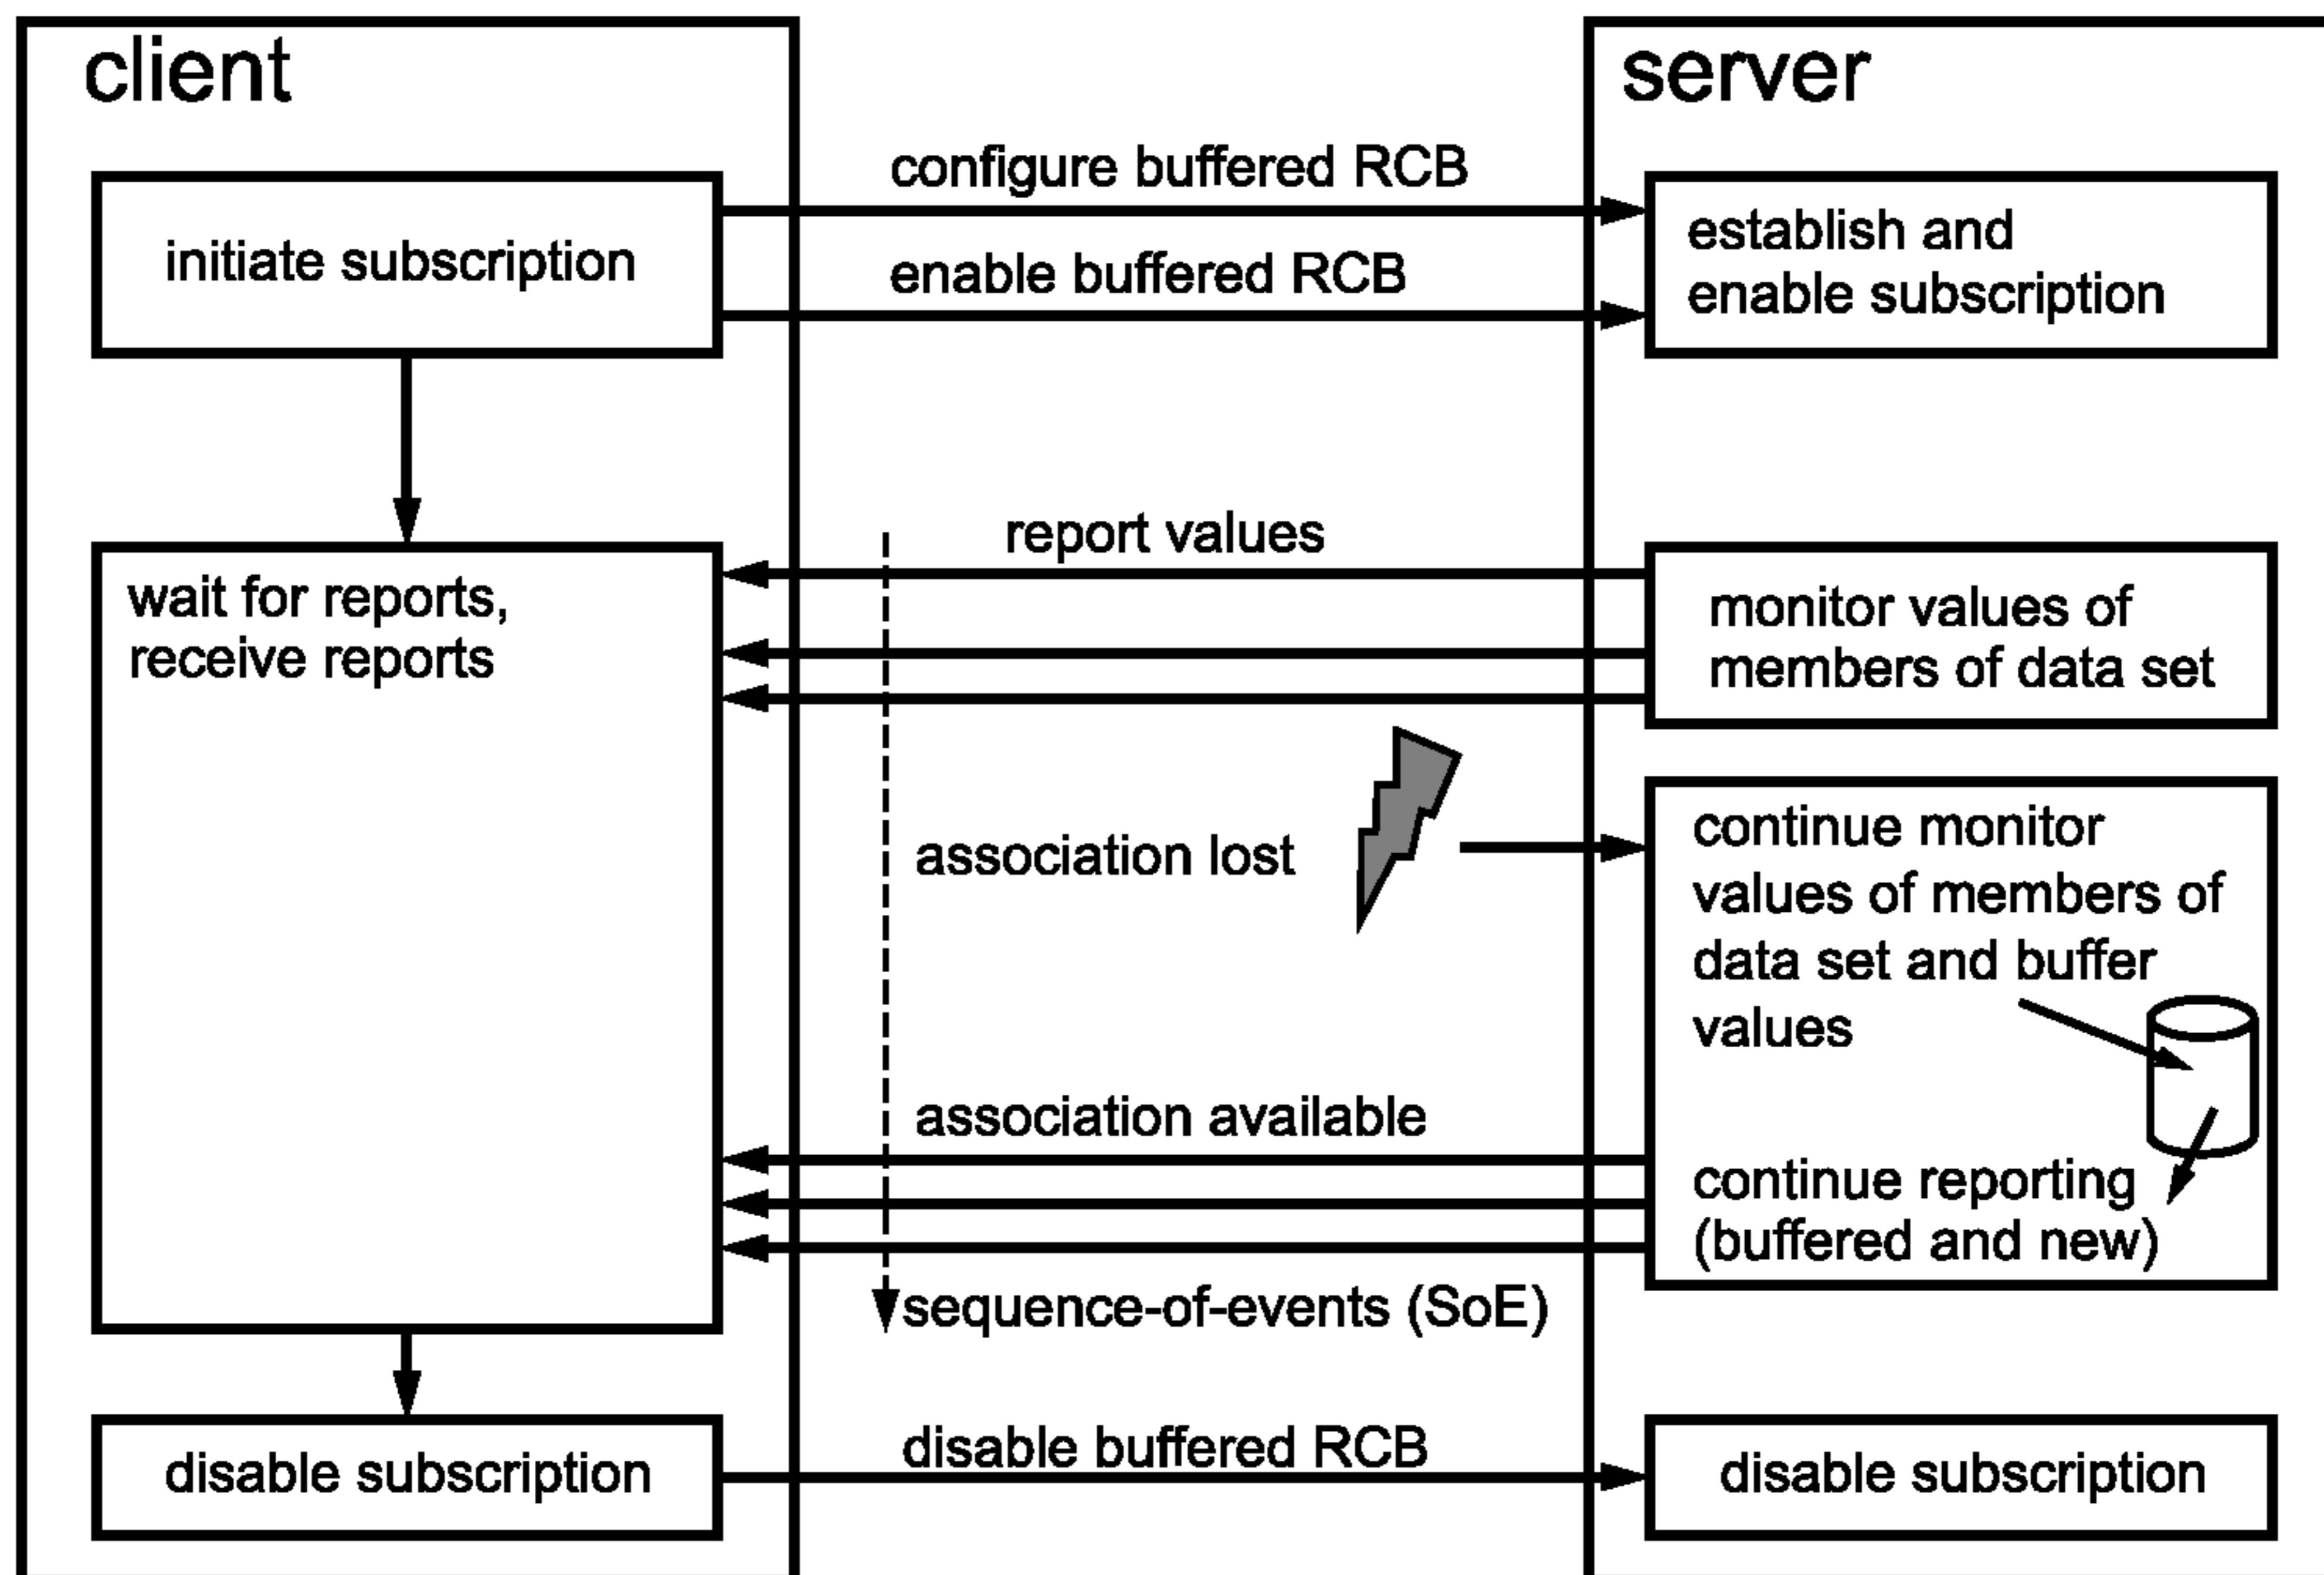 client
server
configure buffered RCB
initiate subscription
enable buffered RCB
establish and
enable subscription
report values
wait for reports,
receive reports
monitor values of
members of data set
association lost
continue monitor
values of members of
data set and buffer
values
association available
continue reporting
(buffered and new)
sequence-of-events (SoE)
disable subscription
disable buffered RCB
disable subscription